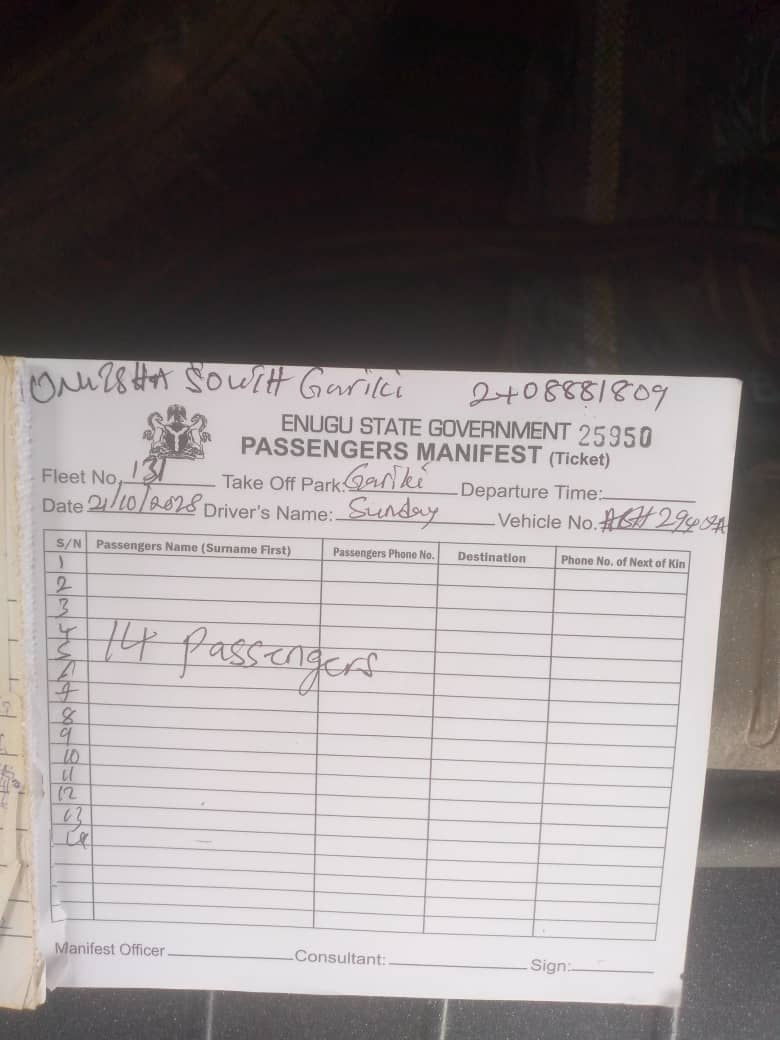 ONUZSHA SOUTH Gariki 2408881809
ENUGU STATE GOVERNMENT 25950
PASSENGERS MANIFEST (Ticket)
Fleet No, 131 Take Off Park: Gariki Departure Time:
Date 21/10/2028 Driver's Name: Sunday Vehicle No.
S/N Passengers Name (Surname First) Passengers Phone No. Destination Phone No. of Next of Kin
1
2
3
4
5 14 Passengers
6
7
8
9
10
11
12
13
14
Manifest Officer Consultant: Sign: